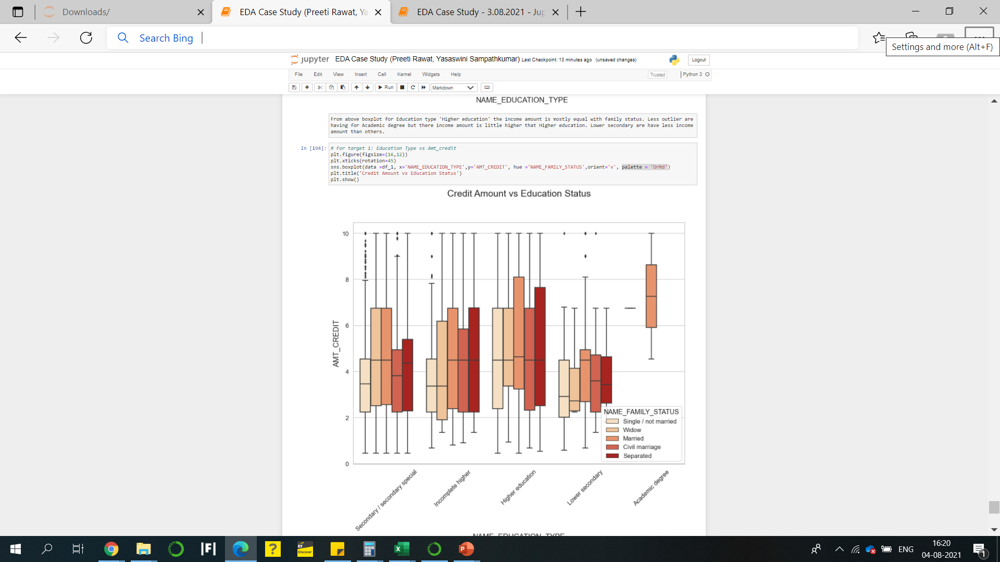 Downloads/
EDA Case Study (Preeti Rawat, Ya
EDA Case Study - 3.08.2021 - Jup
Search Bing
Settings and more (Alt+F)
jupyter EDA Case Study (Preeti Rawat, Yasaswini Sampathkumar) Last Checkpoint: 13 minutes ago (unsaved changes)
Logout
File Edit View Insert Cell Kernel Widgets Help
Trusted
Python 3
Run
Markdown
NAME_EDUCATION_TYPE
From above boxplot for Education type 'Higher education' the income amount is mostly equal with family status. Less outlier are
having for Academic degree but there income amount is little higher that Higher education. Lower secondary are have less income
amount than others.
In [194]:
# For target 1: Education Type vs Amt_credit
plt.figure(figsize=(16,12))
plt.xticks(rotation=45)
sns.boxplot(data =df_1, x='NAME_EDUCATION_TYPE',y='AMT_CREDIT', hue ='NAME_FAMILY_STATUS',orient='v', palette = 'OrRd')
plt.title('Credit Amount vs Education Status')
plt.show()
Credit Amount vs Education Status
10
8
6
4
2
0
AMT_CREDIT
NAME_FAMILY_STATUS
Single / not married
Widow
Married
Civil marriage
Separated
Secondary / secondary special
Incomplete higher
Higher education
Lower secondary
Academic degree
NAME_EDUCATION_TYPE
|F|
?
EY
Discover
X
P
ENG
16:20
04-08-2021
1